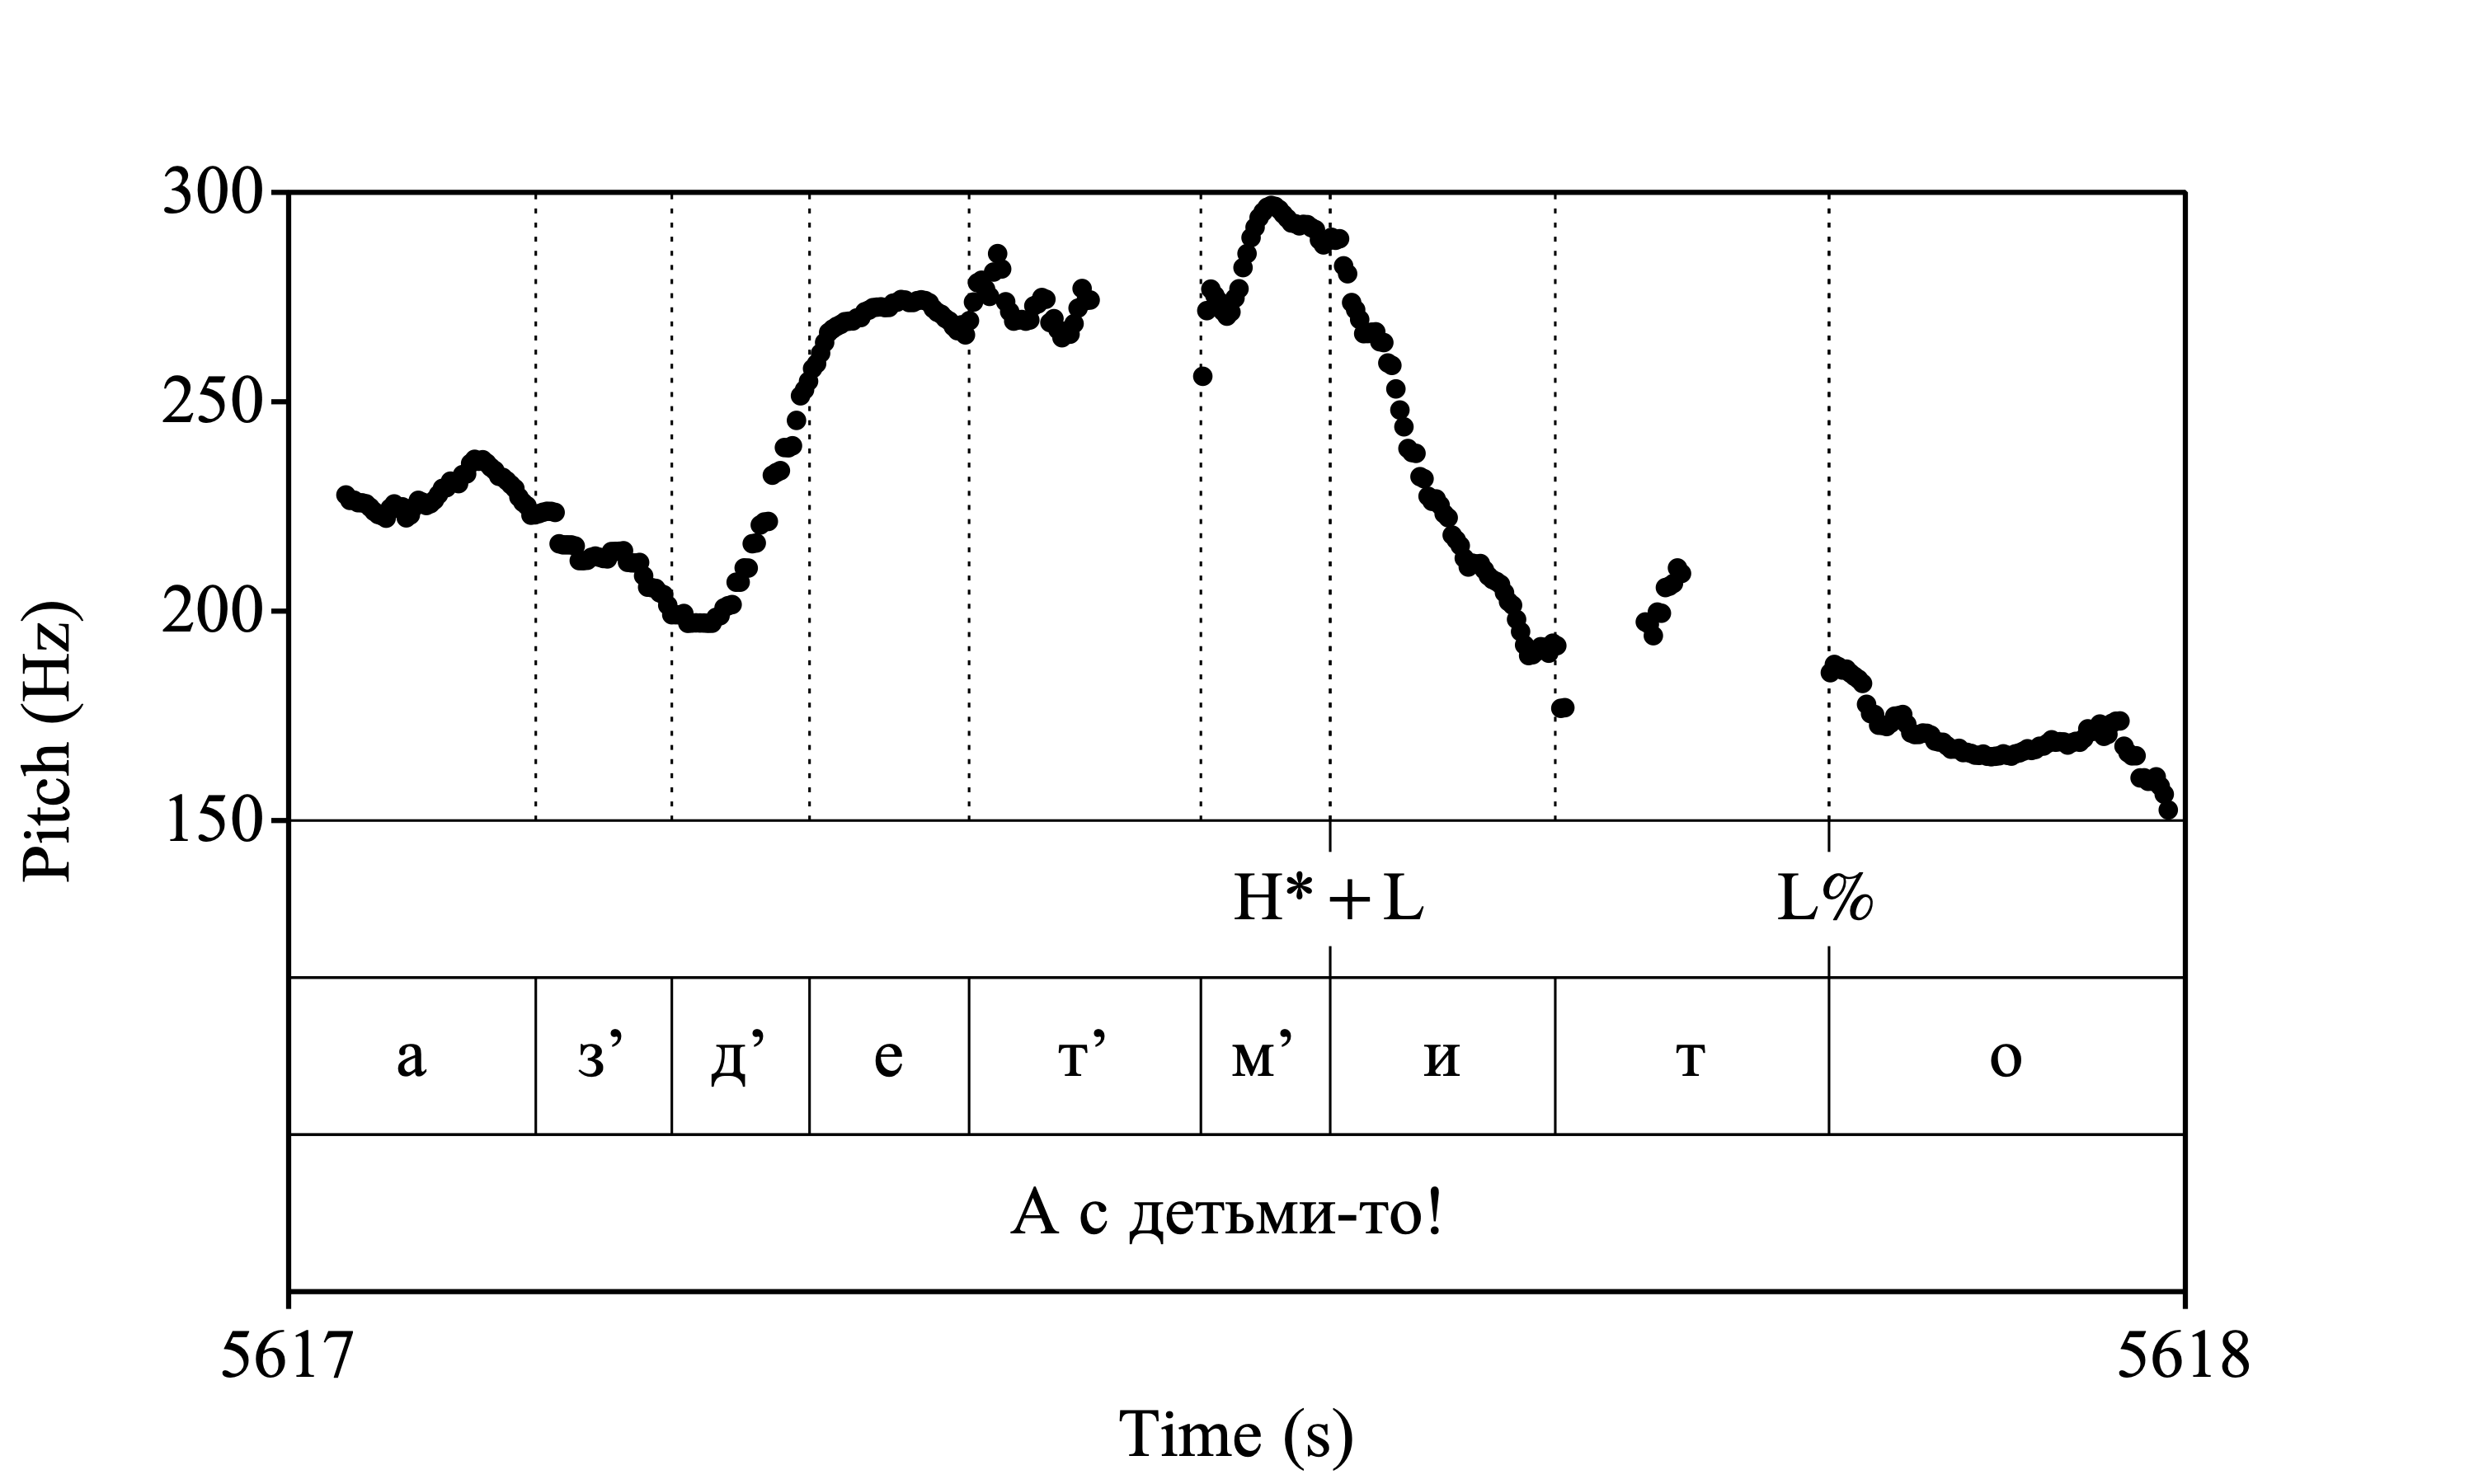 300
250
200
150
Pitch (Hz)
H*+L L%
а з’ д’ е т’ м’ и т о
А с детьми-то!
5617 5618
Time (s)